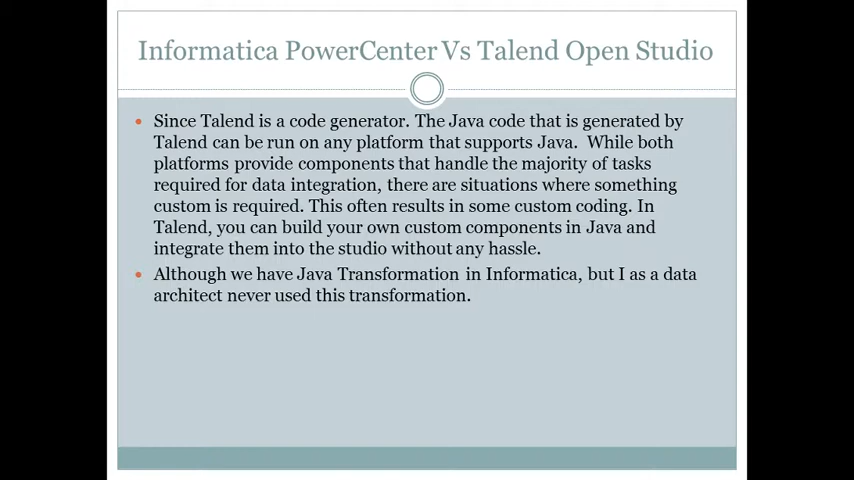 Informatica PowerCenter Vs Talend Open Studio
• Since Talend is a code generator. The Java code that is generated by
Talend can be run on any platform that supports Java.  While both
platforms provide components that handle the majority of tasks
required for data integration, there are situations where something
custom is required. This often results in some custom coding. In
Talend, you can build your own custom components in Java and
integrate them into the studio without any hassle.
• Although we have Java Transformation in Informatica, but I as a data
architect never used this transformation.